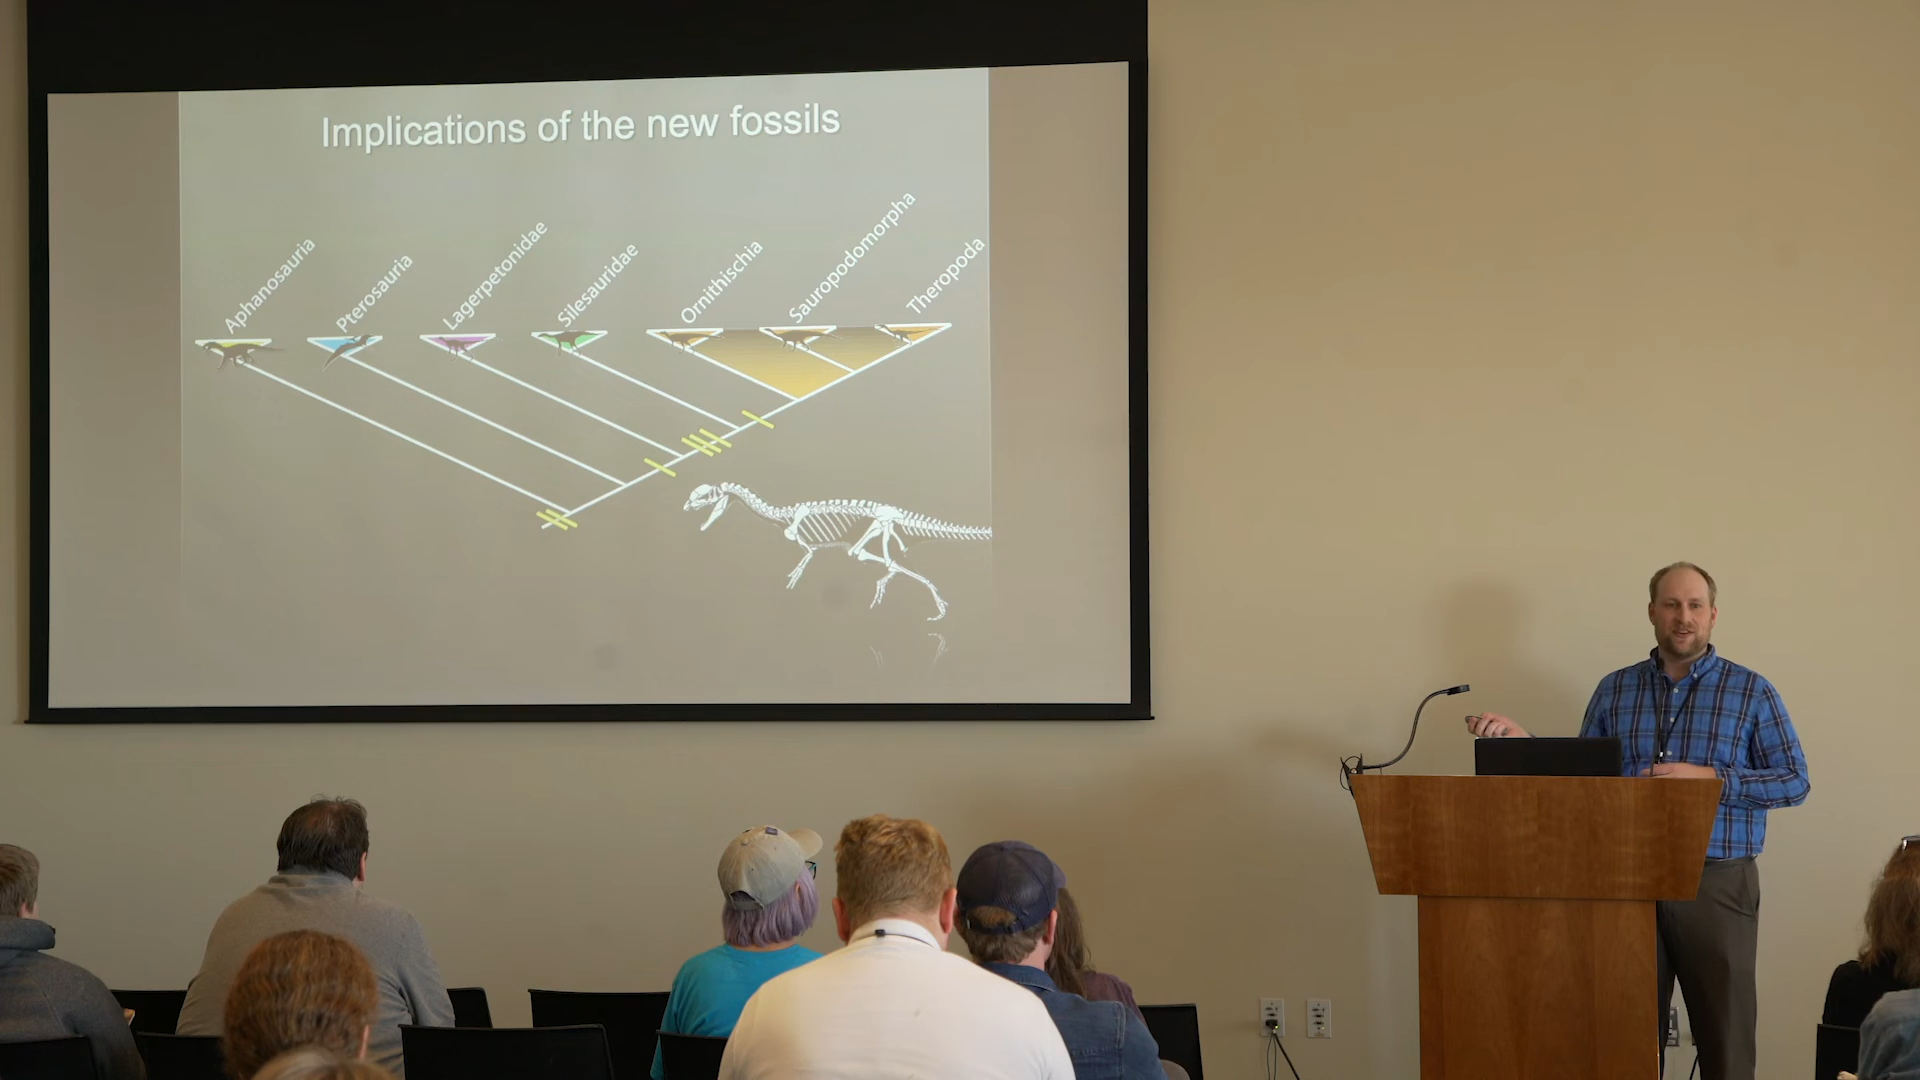 Implications of the new fossils
Aphanosauria
Pterosauria
Lagerpetonidae
Silesauridae
Ornithischia
Sauropodomorpha
Theropoda